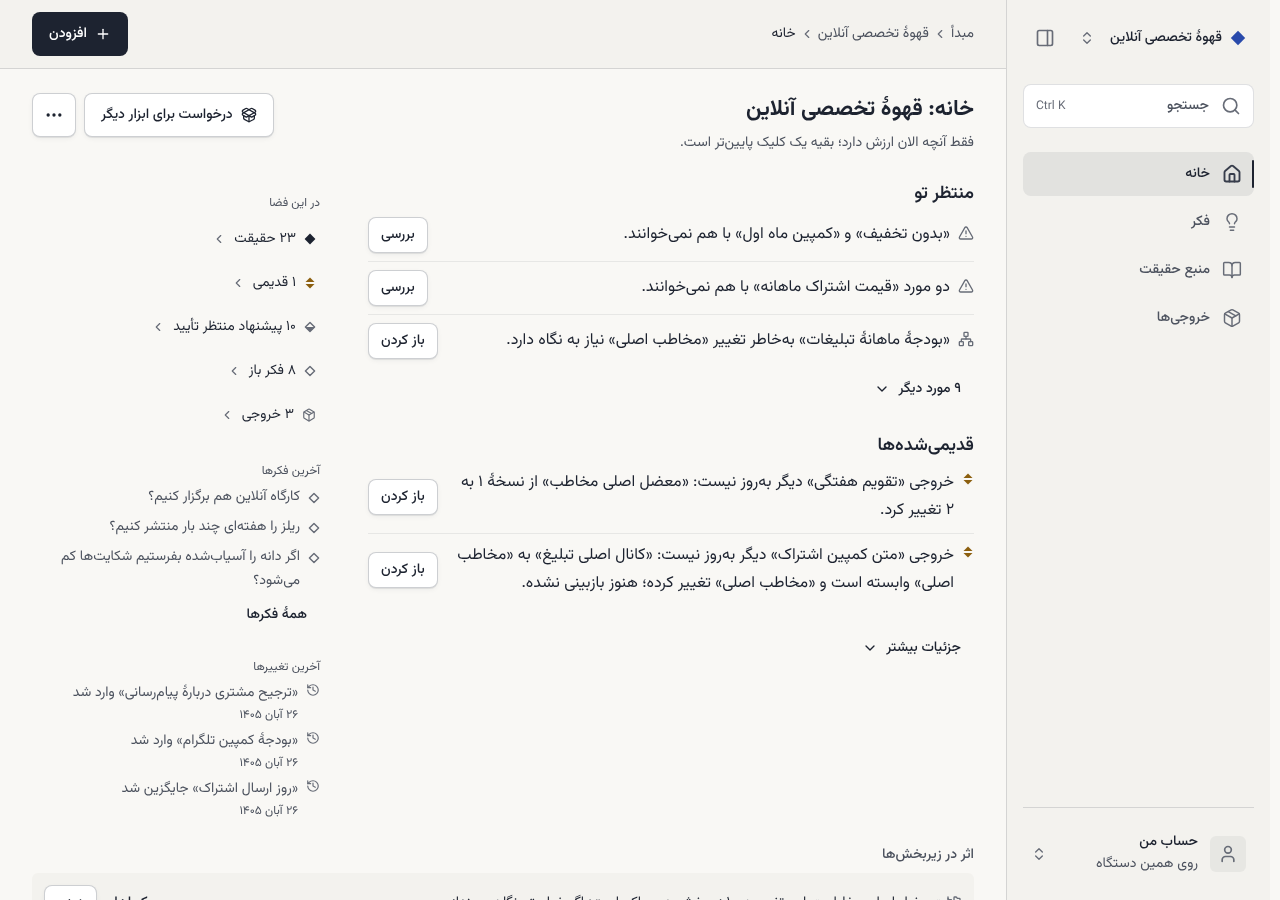 قهوهٔ تخصصی آنلاین
جستجو
Ctrl K
خانه
فکر
منبع حقیقت
خروجی‌ها
حساب من
روی همین دستگاه
مبدأ
قهوهٔ تخصصی آنلاین
خانه
افزودن
خانه: قهوهٔ تخصصی آنلاین
فقط آنچه الان ارزش دارد؛ بقیه یک کلیک پایین‌تر است.
درخواست برای ابزار دیگر
منتظر تو
«بدون تخفیف» و «کمپین ماه اول» با هم نمی‌خوانند.
بررسی
دو مورد «قیمت اشتراک ماهانه» با هم نمی‌خوانند.
بررسی
«بودجهٔ ماهانهٔ تبلیغات» به‌خاطر تغییر «مخاطب اصلی» نیاز به نگاه دارد.
باز کردن
۹ مورد دیگر
قدیمی‌شده‌ها
خروجی «تقویم هفتگی» دیگر به‌روز نیست: «معضل اصلی مخاطب» از نسخهٔ ۱ به
۲ تغییر کرد.
باز کردن
خروجی «متن کمپین اشتراک» دیگر به‌روز نیست: «کانال اصلی تبلیغ» به «مخاطب
اصلی» وابسته است و «مخاطب اصلی» تغییر کرده؛ هنوز بازبینی نشده.
باز کردن
جزئیات بیشتر
در این فضا
۲۳ حقیقت
۱ قدیمی
۱۰ پیشنهاد منتظر تأیید
۸ فکر باز
۳ خروجی
آخرین فکرها
کارگاه آنلاین هم برگزار کنیم؟
ریلز را هفته‌ای چند بار منتشر کنیم؟
اگر دانه را آسیاب‌شده بفرستیم شکایت‌ها کم
می‌شود؟
همهٔ فکرها
آخرین تغییرها
«ترجیح مشتری دربارهٔ پیام‌رسانی» وارد شد
۲۶ آبان ۱۴۰۵
«بودجهٔ کمپین تلگرام» وارد شد
۲۶ آبان ۱۴۰۵
«روز ارسال اشتراک» جایگزین شد
۲۶ آبان ۱۴۰۵
اثر در زیربخش‌ها